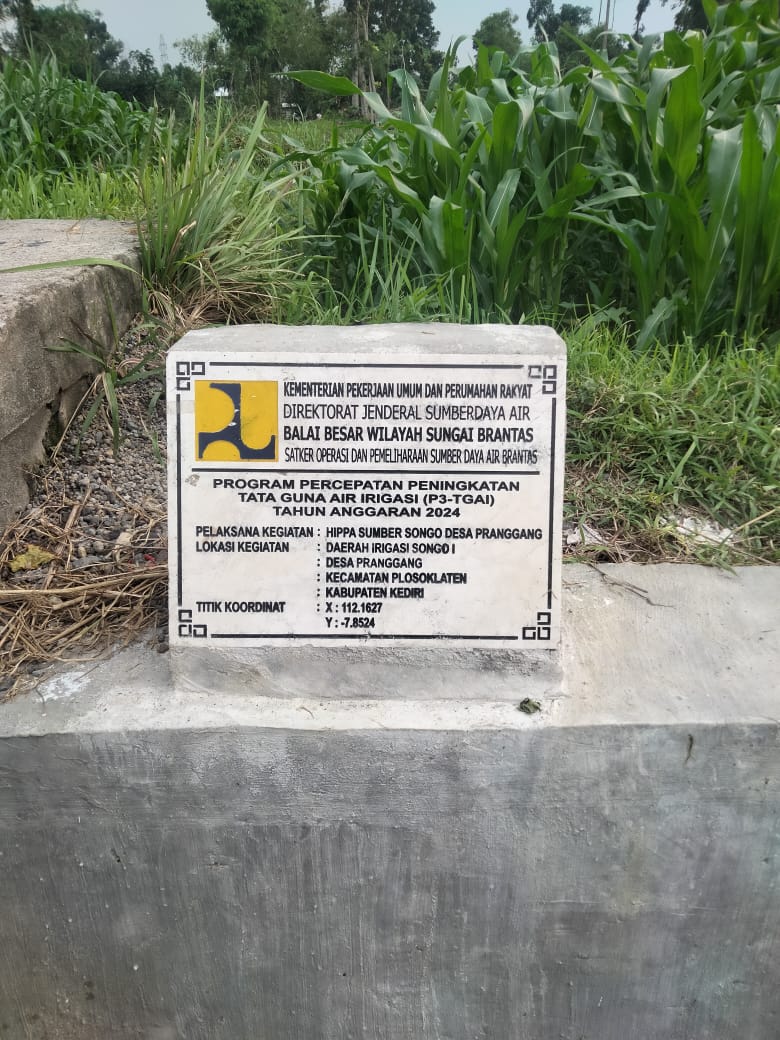 KEMENTERIAN PEKERJAAN UMUM DAN PERUMAHAN RAKYAT
DIREKTORAT JENDERAL SUMBERDAYA AIR
BALAI BESAR WILAYAH SUNGAI BRANTAS
SATKER OPERASI DAN PEMELIHARAAN SUMBER DAYA AIR BRANTAS
PROGRAM PERCEPATAN PENINGKATAN
TATA GUNA AIR IRIGASI (P3-TGAI)
TAHUN ANGGARAN 2024
PELAKSANA KEGIATAN : HIPPA SUMBER SONGO DESA PRANGGANG
LOKASI KEGIATAN : DAERAH IRIGASI SONGO I
: DESA PRANGGANG
: KECAMATAN PLOSOKLATEN
: KABUPATEN KEDIRI
TITIK KOORDINAT : X : 112.1627
Y : -7.8524